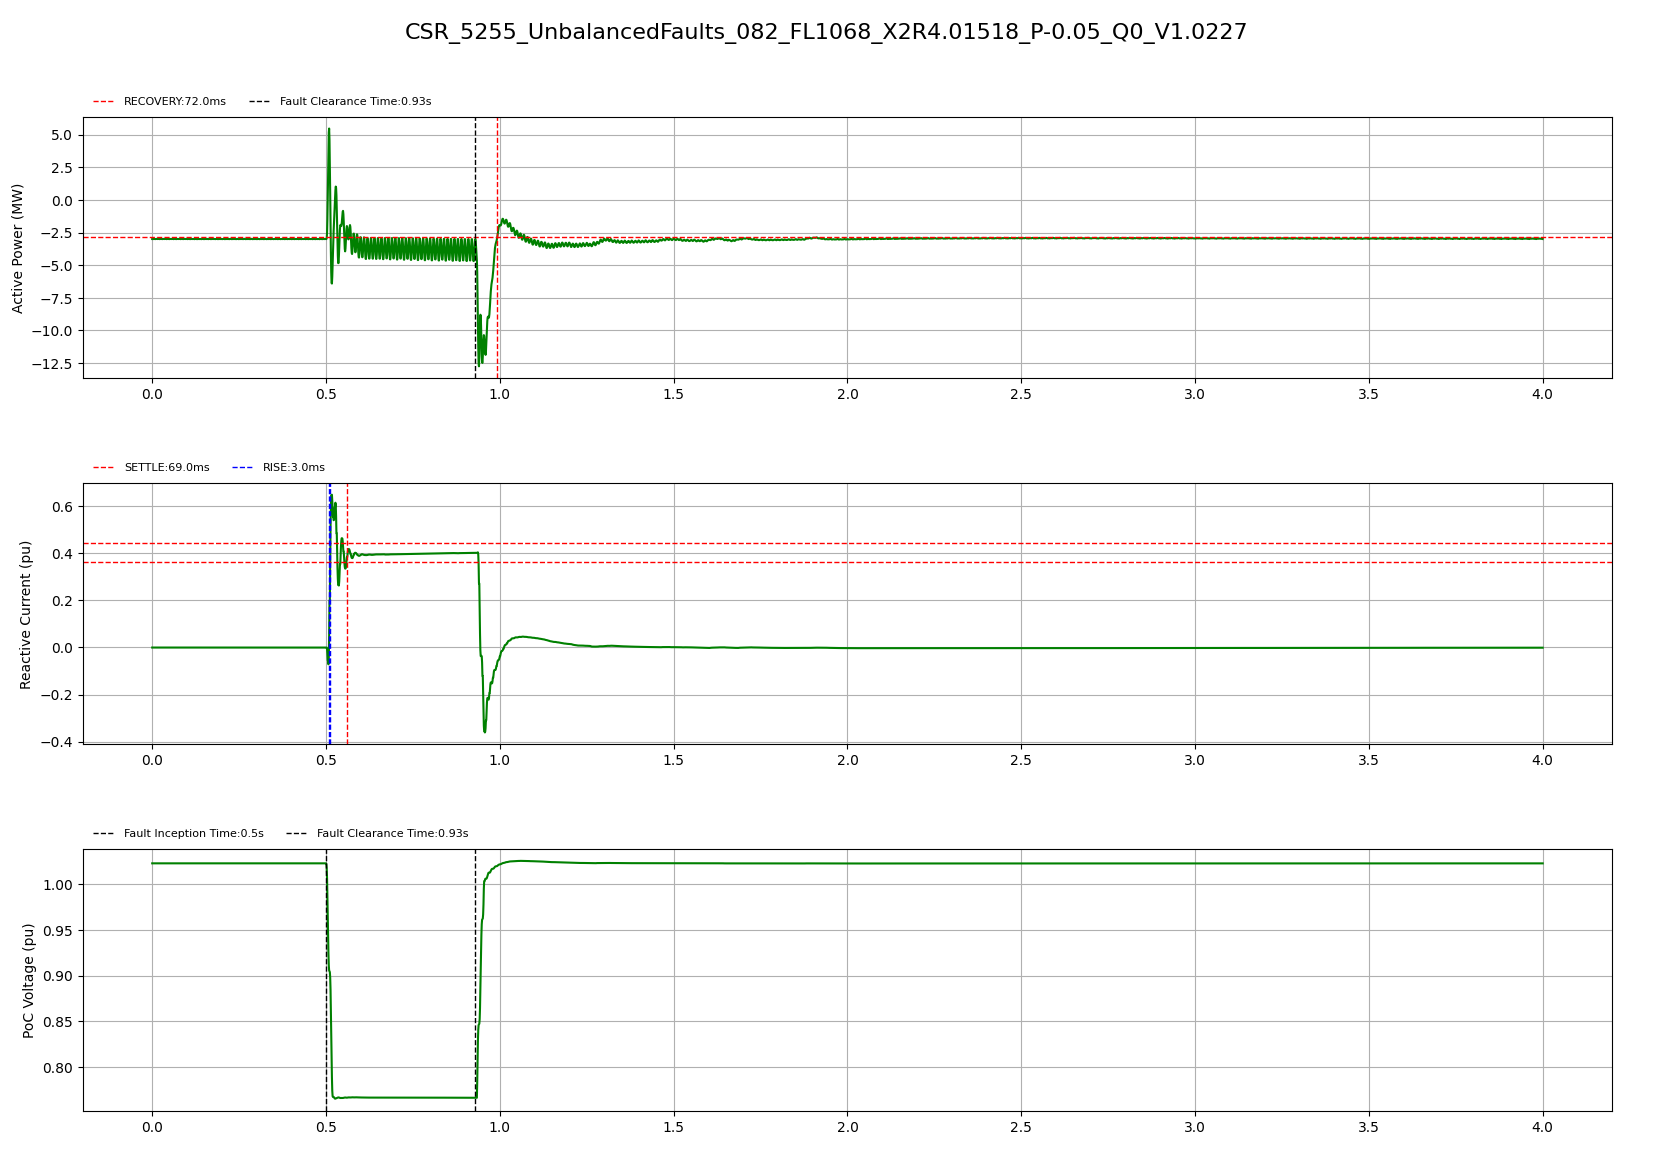 CSR_5255_UnbalancedFaults_082_FL1068_X2R4.01518_P-0.05_Q0_V1.0227
RECOVERY:72.0ms Fault Clearance Time:0.93s
Active Power (MW)
5.0
2.5
0.0
−2.5
−5.0
−7.5
−10.0
−12.5
0.0 0.5 1.0 1.5 2.0 2.5 3.0 3.5 4.0
SETTLE:69.0ms RISE:3.0ms
Reactive Current (pu)
0.6
0.4
0.2
0.0
−0.2
−0.4
0.0 0.5 1.0 1.5 2.0 2.5 3.0 3.5 4.0
Fault Inception Time:0.5s Fault Clearance Time:0.93s
PoC Voltage (pu)
1.00
0.95
0.90
0.85
0.80
0.0 0.5 1.0 1.5 2.0 2.5 3.0 3.5 4.0